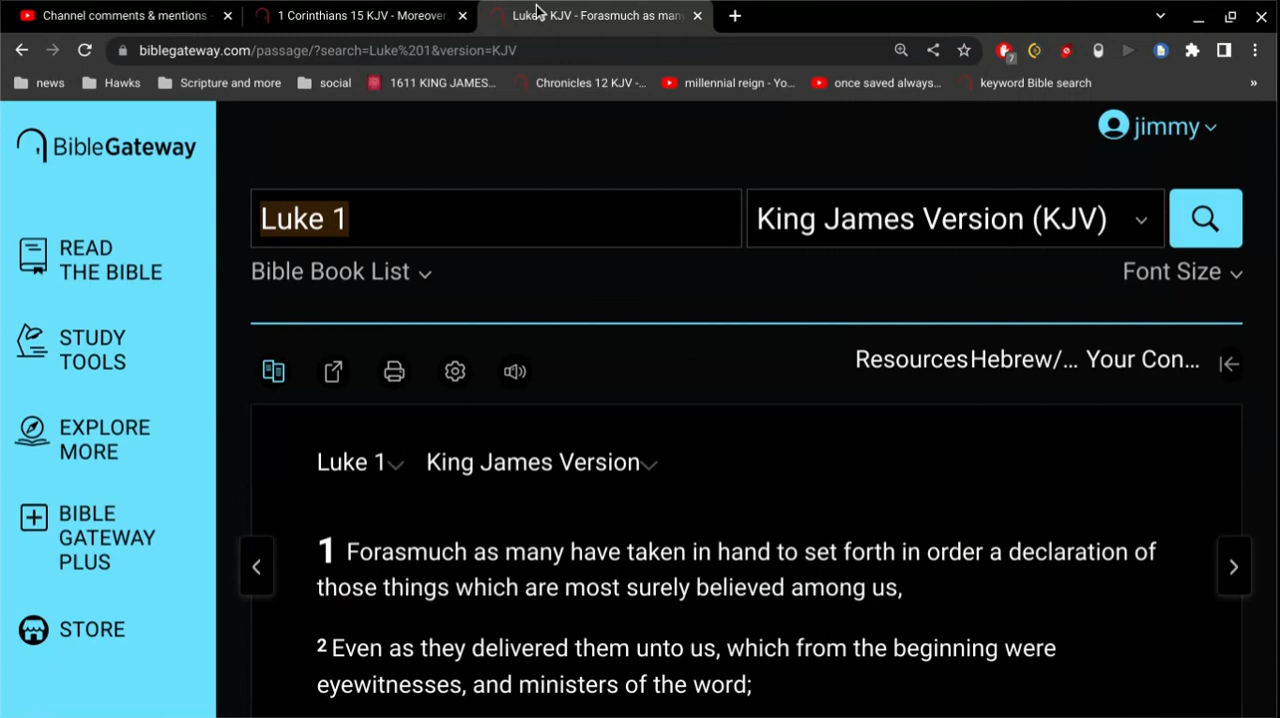 Channel comments & mentions -
1 Corinthians 15 KJV - Moreover,
Luke 1 KJV - Forasmuch as many
biblegateway.com/passage/?search=Luke%201&version=KJV
7
news
Hawks
Scripture and more
social
1611 KING JAMES...
Chronicles 12 KJV -...
millennial reign - Yo...
once saved always...
keyword Bible search
»
BibleGateway
jimmy
Luke 1
King James Version (KJV)
Bible Book List
Font Size
READ
THE BIBLE
STUDY
TOOLS
EXPLORE
MORE
BIBLE
GATEWAY
PLUS
STORE
Resources Hebrew/... Your Con...
Luke 1 King James Version
1 Forasmuch as many have taken in hand to set forth in order a declaration of
those things which are most surely believed among us,
2 Even as they delivered them unto us, which from the beginning were
eyewitnesses, and ministers of the word;